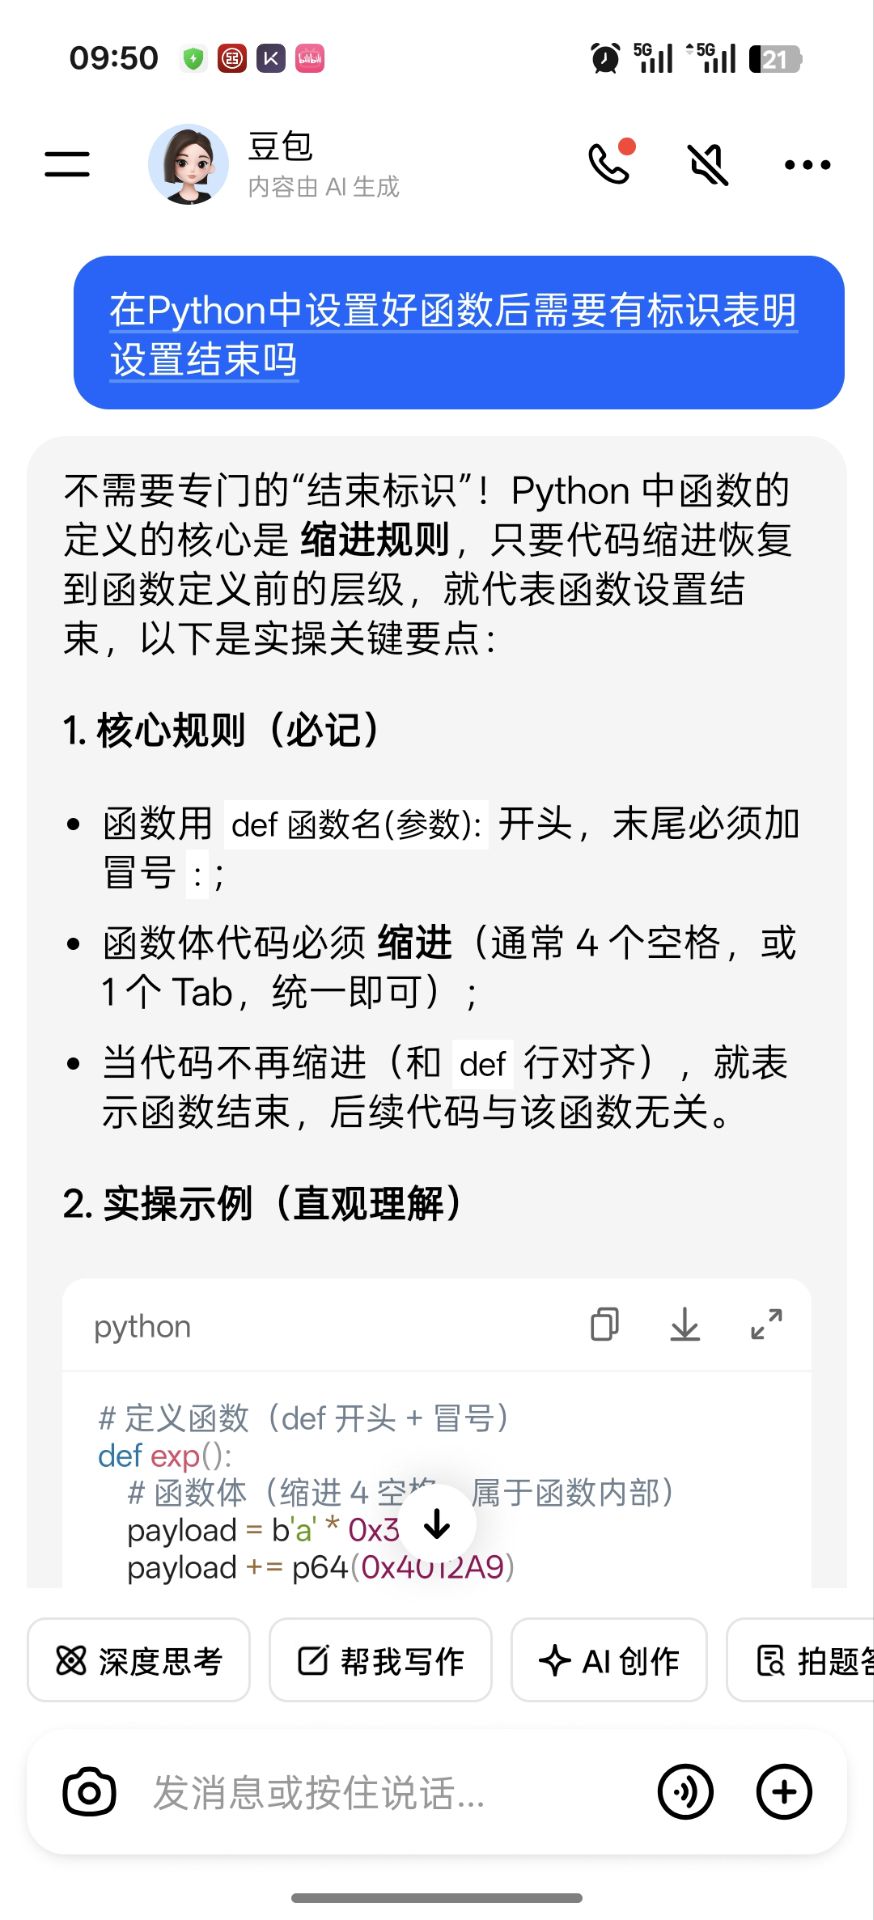 09:50
5G
5G
21
豆包
内容由 AI 生成
在Python中设置好函数后需要有标识表明
设置结束吗
不需要专门的“结束标识”！Python 中函数的
定义的核心是 缩进规则，只要代码缩进恢复
到函数定义前的层级，就代表函数设置结
束，以下是实操关键要点：
1. 核心规则（必记）
• 函数用 def 函数名(参数): 开头，末尾必须加
冒号 : ;
• 函数体代码必须 缩进（通常 4 个空格，或
1 个 Tab，统一即可）;
• 当代码不再缩进（和 def 行对齐），就表
示函数结束，后续代码与该函数无关。
2. 实操示例（直观理解）
python
# 定义函数（def 开头 + 冒号）
def exp():
# 函数体（缩进 4 空格 属于函数内部）
payload = b'a' * 0x3
payload += p64(0x4012A9)
深度思考
帮我写作
AI 创作
拍题答
发消息或按住说话...